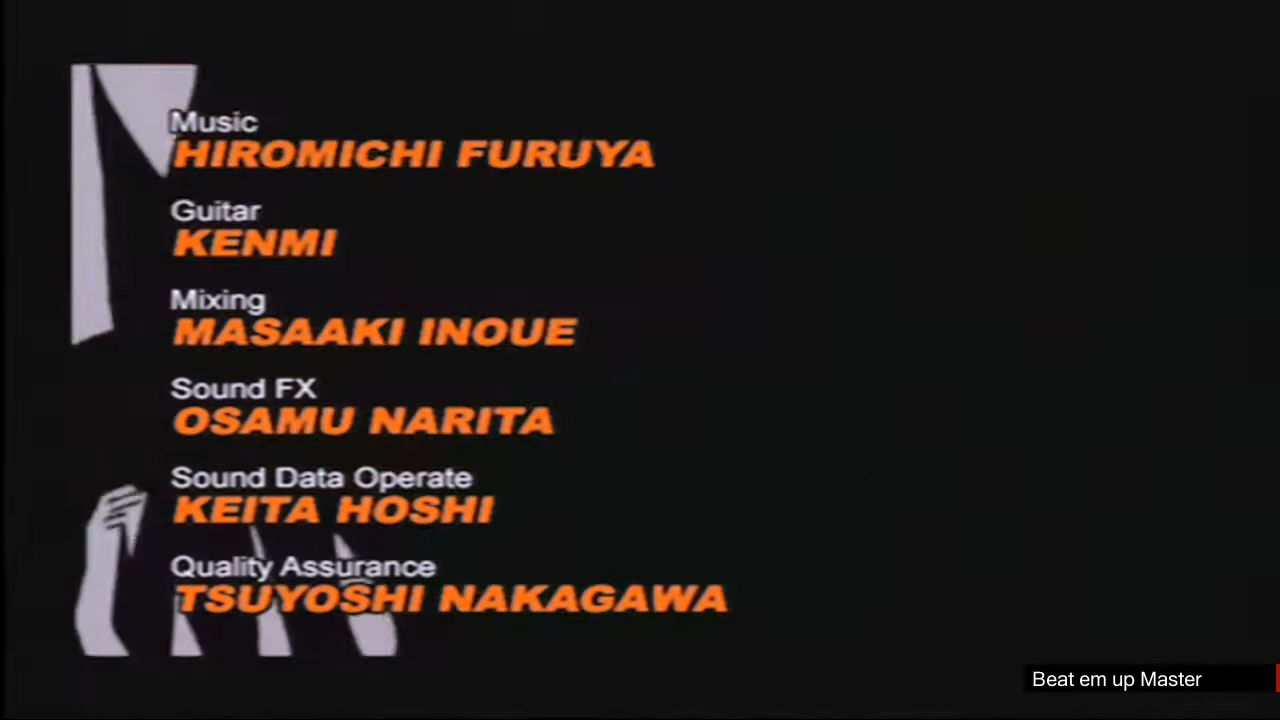 Music
HIROMICHI FURUYA
Guitar
KENMI
Mixing
MASAAKI INOUE
Sound FX
OSAMU NARITA
Sound Data Operate
KEITA HOSHI
Quality Assurance
TSUYOSHI NAKAGAWA
Beat em up Master